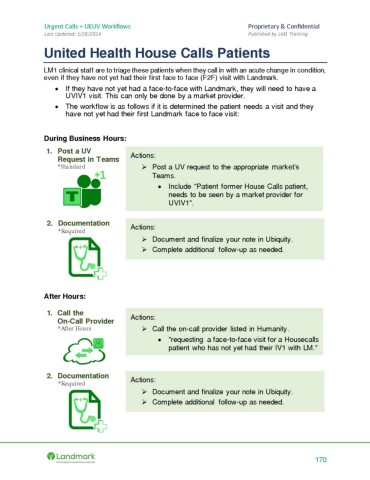 Urgent Calls + UEUV Workflows
Proprietary & Confidential
Last Updated: 1/26/2024
Published by LM1 Training
United Health House Calls Patients
LM1 clinical staff are to triage these patients when they call in with an acute change in condition,
even if they have not yet had their first face to face (F2F) visit with Landmark.
• If they have not yet had a face-to-face with Landmark, they will need to have a
UVIV1 visit. This can only be done by a market provider.
• The workflow is as follows if it is determined the patient needs a visit and they
have not yet had their first Landmark face to face visit:
During Business Hours:
1. Post a UV
Request in Teams
*Standard
+1
T
Actions:
➢ Post a UV request to the appropriate market's
Teams.
• Include "Patient former House Calls patient,
needs to be seen by a market provider for
UVIV1".
2. Documentation
*Required
Actions:
➢ Document and finalize your note in Ubiquity.
➢ Complete additional follow-up as needed.
After Hours:
1. Call the
On-Call Provider
*After Hours
Actions:
➢ Call the on-call provider listed in Humanity.
• "requesting a face-to-face visit for a Housecalls
patient who has not yet had their IV1 with LM."
2. Documentation
*Required
Actions:
➢ Document and finalize your note in Ubiquity.
➢ Complete additional follow-up as needed.
Landmark
170